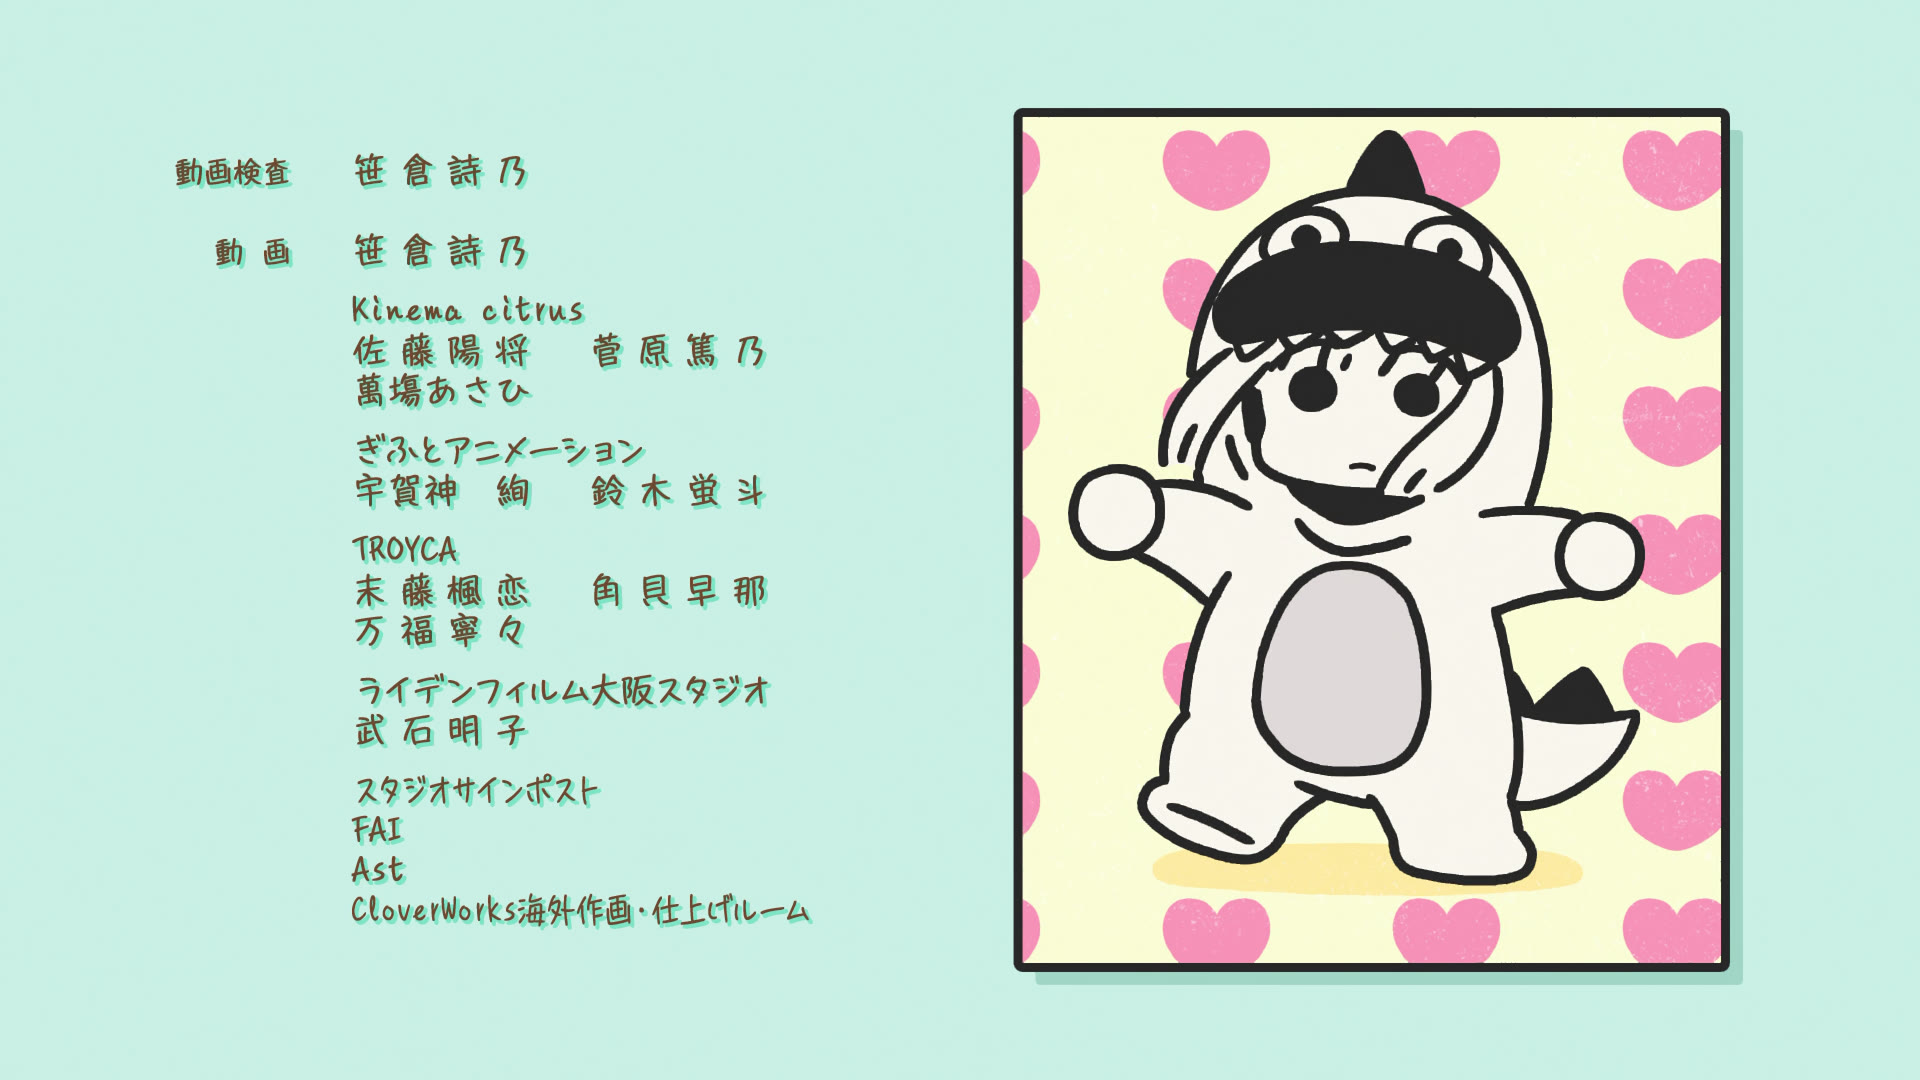 動画検査 笹倉詩乃
動画 笹倉詩乃
Kinema citrus
佐藤陽将 菅原篤乃
萬塲あさひ
ぎふとアニメーション
宇賀神 絢 鈴木蛍斗
TROYCA
末藤楓恋 角貝早那
万福寧々
ライデンフィルム大阪スタジオ
武石明子
スタジオサインポスト
FAI
Ast
CloverWorks海外作画・仕上げルーム